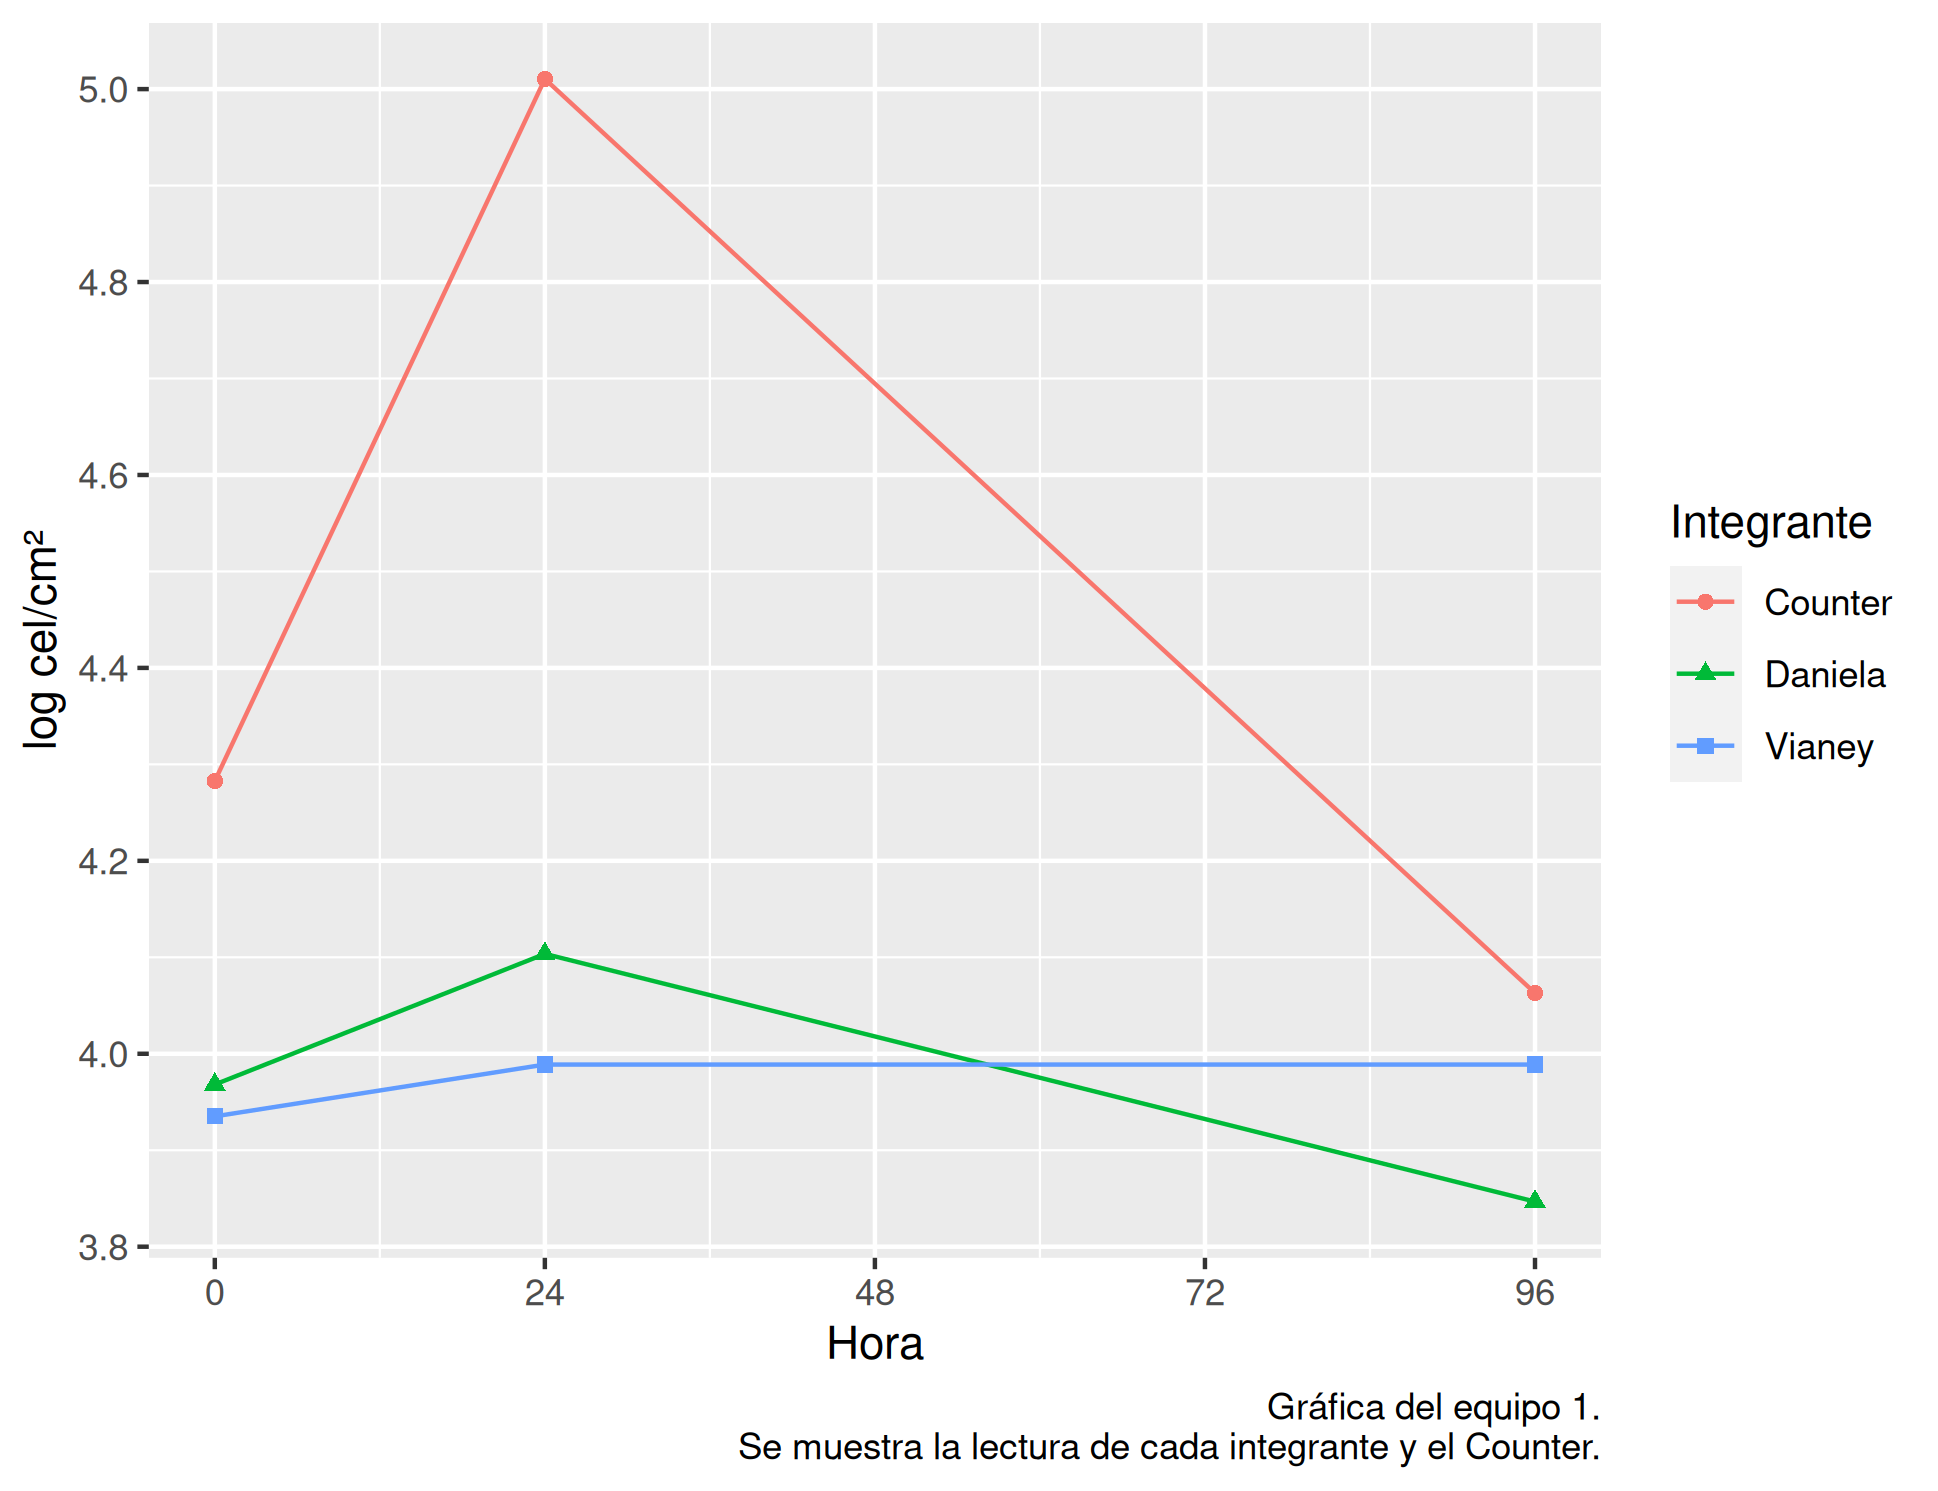 5.0
4.8
4.6
4.4
4.2
4.0
3.8
log cel/cm²
0 24 48 72 96
Hora
Integrante
Counter
Daniela
Vianey
Gráfica del equipo 1.
Se muestra la lectura de cada integrante y el Counter.